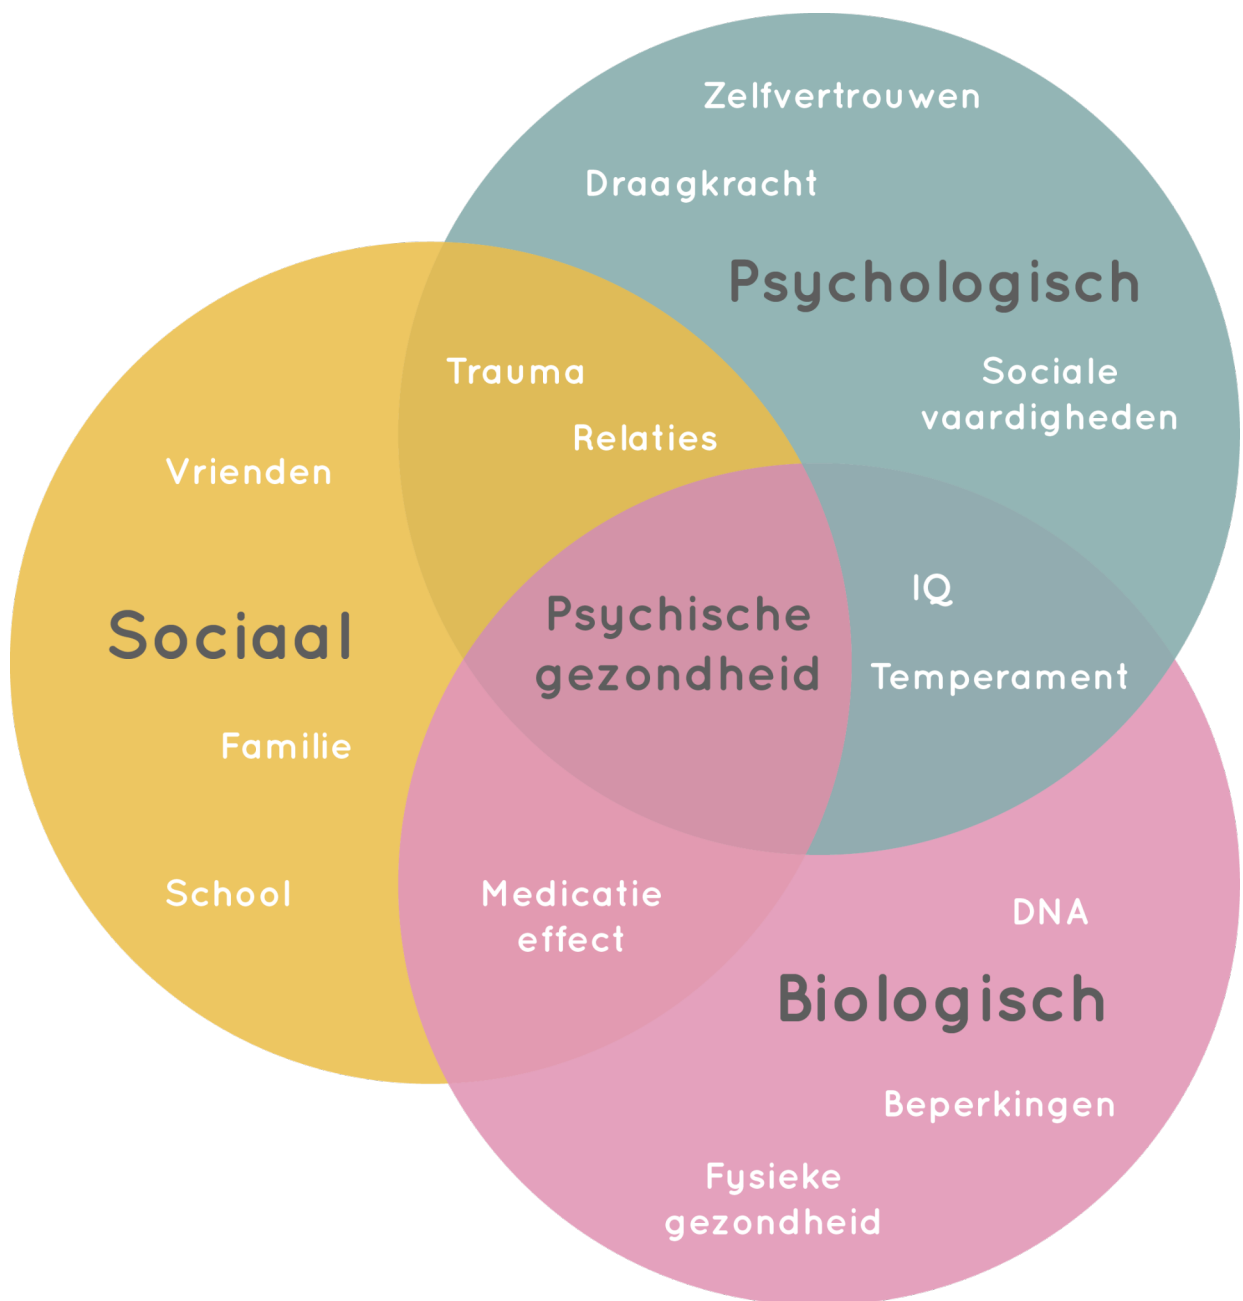 Zelfvertrouwen
Draagkracht
Psychologisch
Sociale
vaardigheden
Trauma
Relaties
Vrienden
Sociaal
Familie
School
Psychische
gezondheid
IQ
Temperament
Medicatie
effect
DNA
Biologisch
Beperkingen
Fysieke
gezondheid